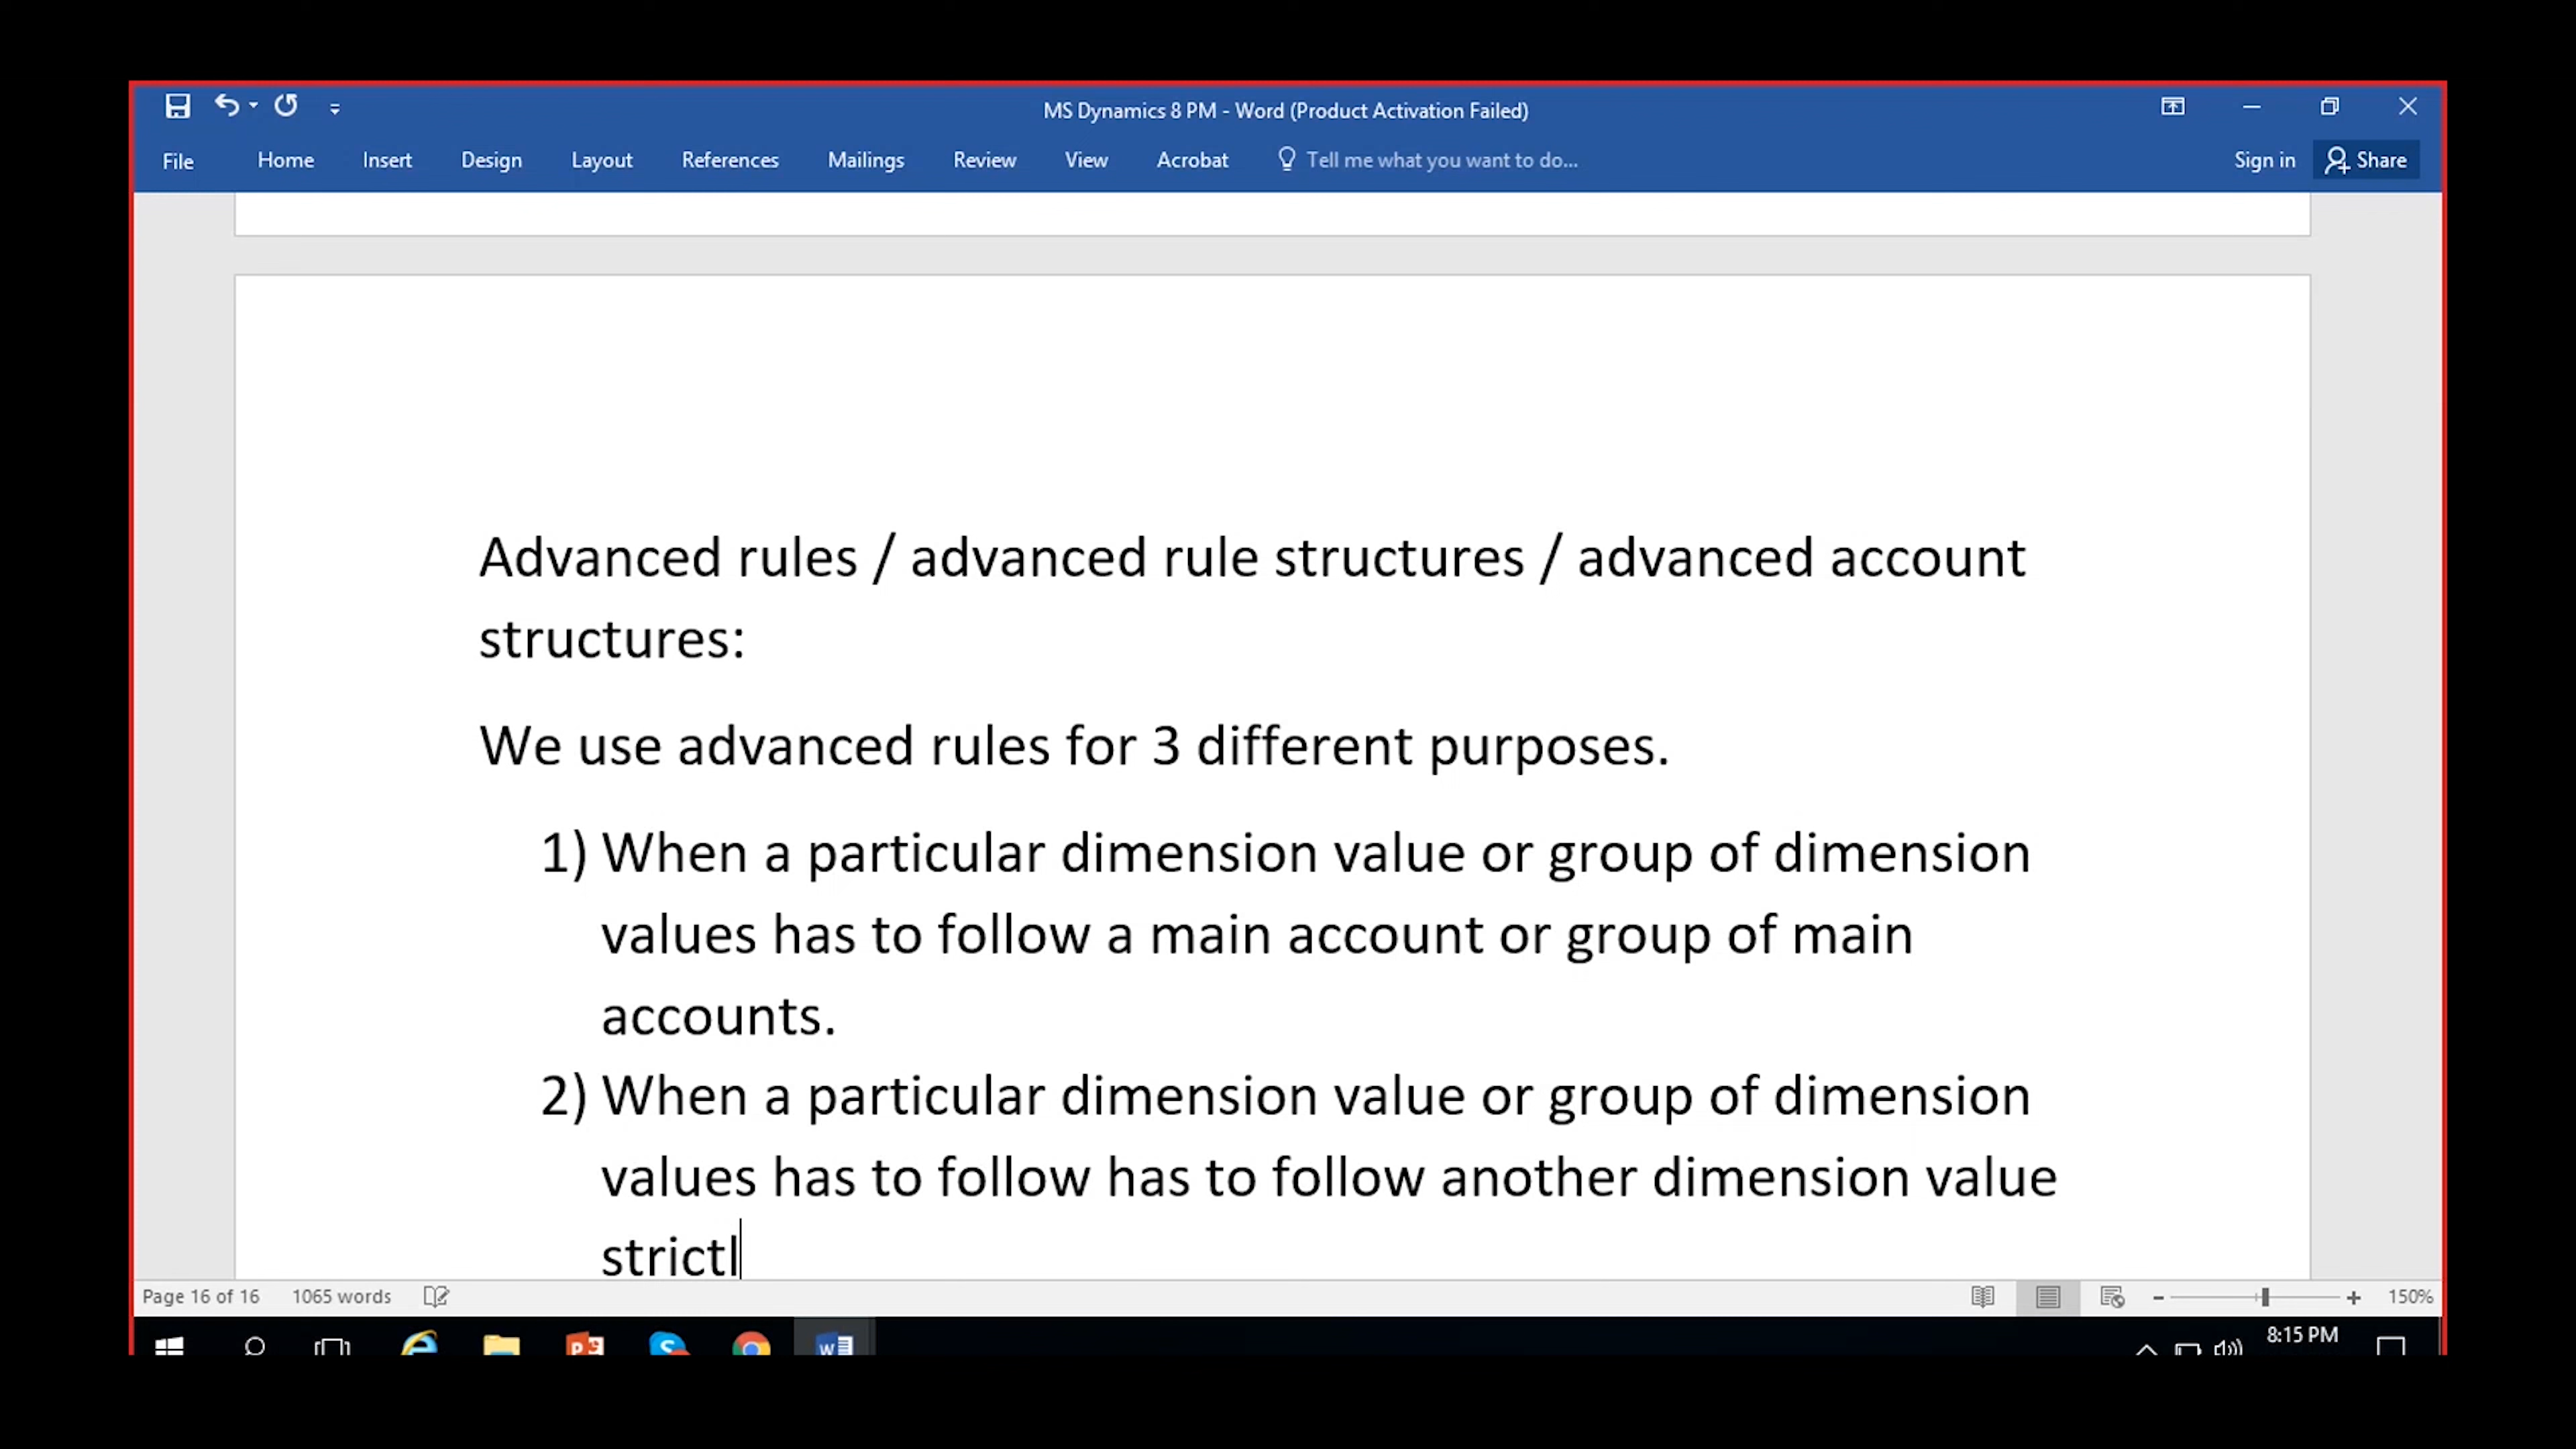 MS Dynamics 8 PM - Word (Product Activation Failed)
File Home Insert Design Layout References Mailings Review View Acrobat Tell me what you want to do... Sign in Share
Advanced rules / advanced rule structures / advanced account
structures:
We use advanced rules for 3 different purposes.
1) When a particular dimension value or group of dimension
values has to follow a main account or group of main
accounts.
2) When a particular dimension value or group of dimension
values has to follow has to follow another dimension value
strictl
Page 16 of 16 1065 words 150%
8:15 PM